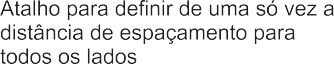 Atalho para definir de uma só vez a
distância de espaçamento para
todos os lados